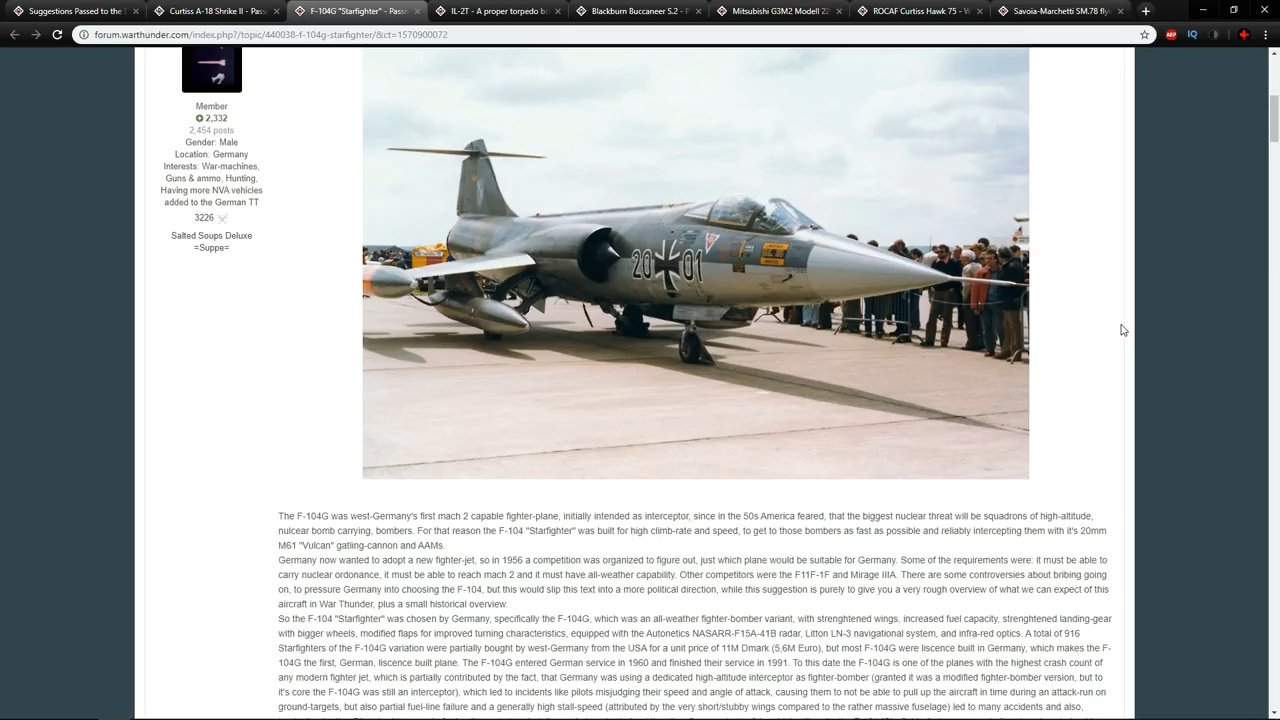 Suggestions Passed to the
Curtiss A-18 Shrike II - Pass
F-104G "Starfighter" - Passe
IL-2T - A proper torpedo bo
Blackburn Buccaneer S.2 - F
Mitsubishi G3M2 Model 22
ROCAF Curtiss Hawk 75 - W
Savoia-Marchetti SM.78 flyi
forum.warthunder.com/index.php?/topic/440038-f-104g-starfighter/&ct=1570900072
ABP
IQ
Member
2,332
2,454 posts
Gender: Male
Location: Germany
Interests: War-machines,
Guns & ammo, Hunting,
Having more NVA vehicles
added to the German TT
3226
Salted Soups Deluxe
=Suppe=
20 01
The F-104G was west-Germany's first mach 2 capable fighter-plane, initially intended as interceptor, since in the 50s America feared, that the biggest nuclear threat will be squadrons of high-altitude,
nulcear bomb carrying, bombers. For that reason the F-104 "Starfighter" was built for high climb-rate and speed, to get to those bombers as fast as possible and reliably intercepting them with it's 20mm
M61 "Vulcan" gatling-cannon and AAMs.
Germany now wanted to adopt a new fighter-jet, so in 1956 a competition was organized to figure out, just which plane would be suitable for Germany. Some of the requirements were: it must be able to
carry nuclear ordonance, it must be able to reach mach 2 and it must have all-weather capability. Other competitors were the F11F-1F and Mirage IIIA. There are some controversies about bribing going
on, to pressure Germany into choosing the F-104, but this would slip this text into a more political direction, while this suggestion is purely to give you a very rough overview of what we can expect of this
aircraft in War Thunder, plus a small historical overview.
So the F-104 "Starfighter" was chosen by Germany, specifically the F-104G, which was an all-weather fighter-bomber variant, with strenghtened wings, increased fuel capacity, strenghtened landing-gear
with bigger wheels, modified flaps for improved turning characteristics, equipped with the Autonetics NASARR-F15A-41B radar, Litton LN-3 navigational system, and infra-red optics. A total of 916
Starfighters of the F-104G variation were partially bought by west-Germany from the USA for a unit price of 11M Dmark (5,6M Euro), but most F-104G were liscence built in Germany, which makes the F-
104G the first, German, liscence built plane. The F-104G entered German service in 1960 and finished their service in 1991. To this date the F-104G is one of the planes with the highest crash count of
any modern fighter jet, which is partially contributed by the fact, that Germany was using a dedicated high-altitude interceptor as fighter-bomber (granted it was a modified fighter-bomber version, but to
it's core the F-104G was still an interceptor), which led to incidents like pilots misjudging their speed and angle of attack, causing them to not be able to pull up the aircraft in time during an attack-run on
ground-targets, but also partial fuel-line failure and a generally high stall-speed (attributed by the very short/stubby wings compared to the rather massive fuselage) led to many accidents and also,